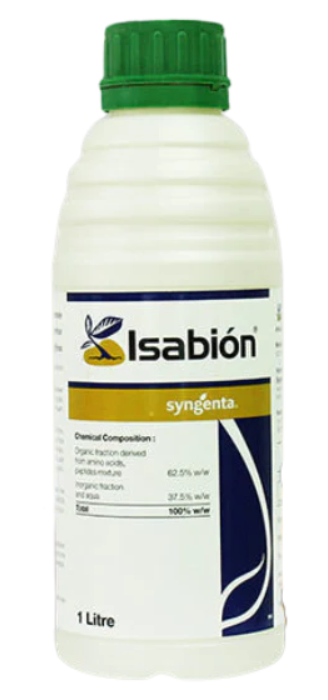 Isabión®
syngenta
Chemical Composition :
Organic fraction derived
from amino acids,
peptides mixture 62.5% w/w
Inorganic fraction
and aqua 37.5% w/w
Total 100% w/w
1 Litre